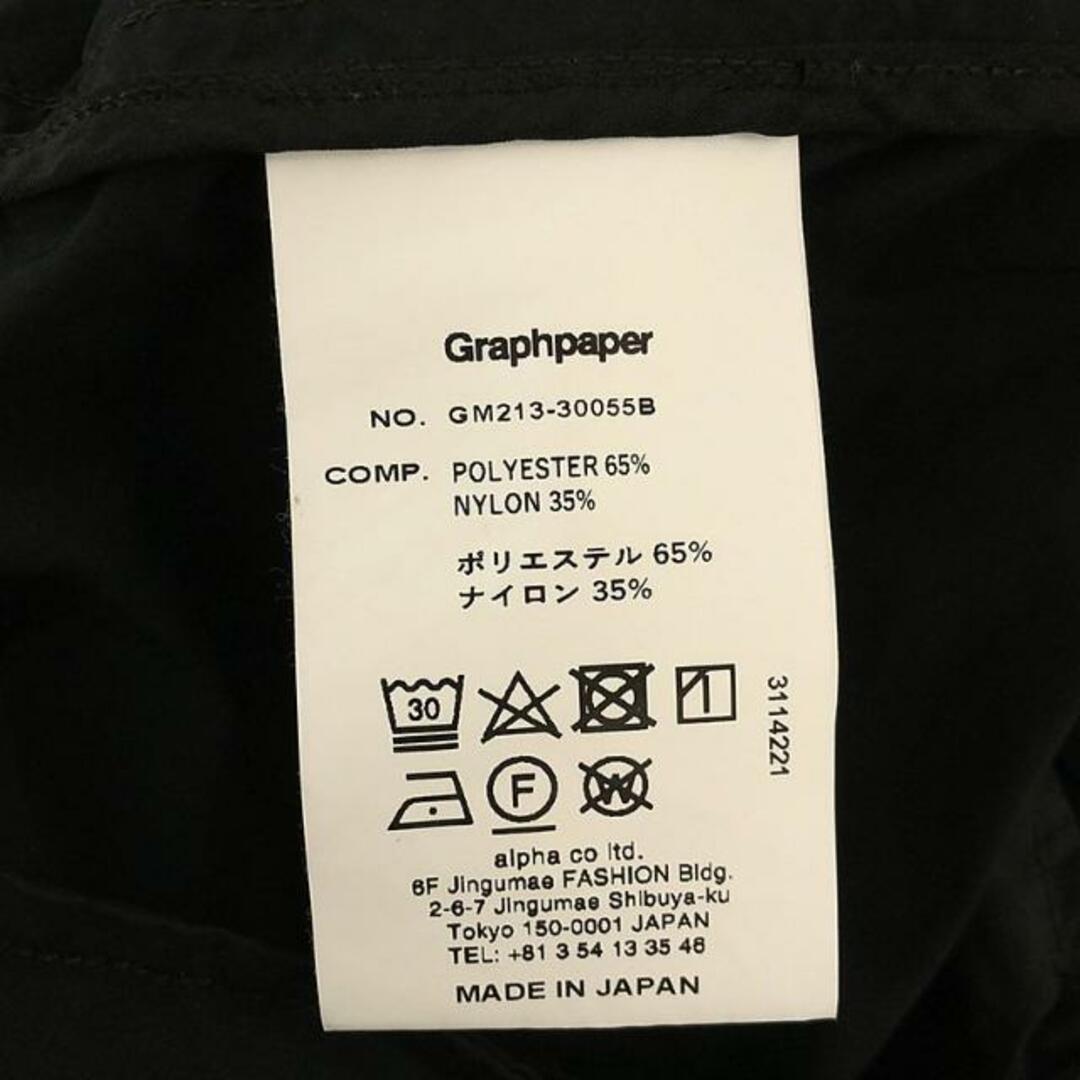 Graphpaper
NO. GM213-30055B
COMP. POLYESTER 65%
NYLON 35%
ポリエステル 65%
ナイロン 35%
30
3114221
F
W
alpha co ltd.
6F Jingumae FASHION Bldg.
2-6-7 Jingumae Shibuya-ku
Tokyo 150-0001 JAPAN
TEL: +81 3 54 13 35 46
MADE IN JAPAN